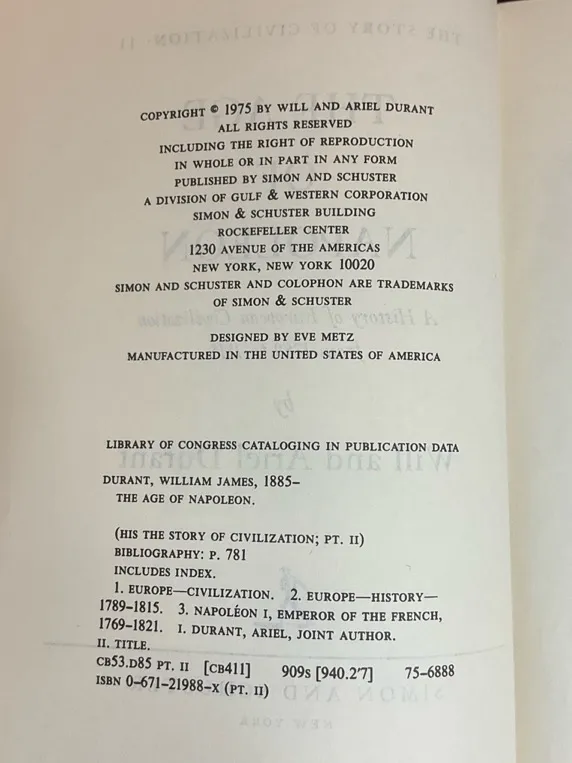 COPYRIGHT © 1975 BY WILL AND ARIEL DURANT
ALL RIGHTS RESERVED
INCLUDING THE RIGHT OF REPRODUCTION
IN WHOLE OR IN PART IN ANY FORM
PUBLISHED BY SIMON AND SCHUSTER
A DIVISION OF GULF & WESTERN CORPORATION
SIMON & SCHUSTER BUILDING
ROCKEFELLER CENTER
1230 AVENUE OF THE AMERICAS
NEW YORK, NEW YORK 10020
SIMON AND SCHUSTER AND COLOPHON ARE TRADEMARKS
OF SIMON & SCHUSTER
DESIGNED BY EVE METZ
MANUFACTURED IN THE UNITED STATES OF AMERICA
LIBRARY OF CONGRESS CATALOGING IN PUBLICATION DATA
DURANT, WILLIAM JAMES, 1885–
THE AGE OF NAPOLEON.
(HIS THE STORY OF CIVILIZATION; PT. II)
BIBLIOGRAPHY: P. 781
INCLUDES INDEX.
1. EUROPE—CIVILIZATION. 2. EUROPE—HISTORY—
1789-1815. 3. NAPOLÉON I, EMPEROR OF THE FRENCH,
1769-1821. I. DURANT, ARIEL, JOINT AUTHOR.
II. TITLE.
CB53.D85 PT. II [CB411] 909s [940.2'7] 75-6888
ISBN 0-671-21988-X (PT. II)